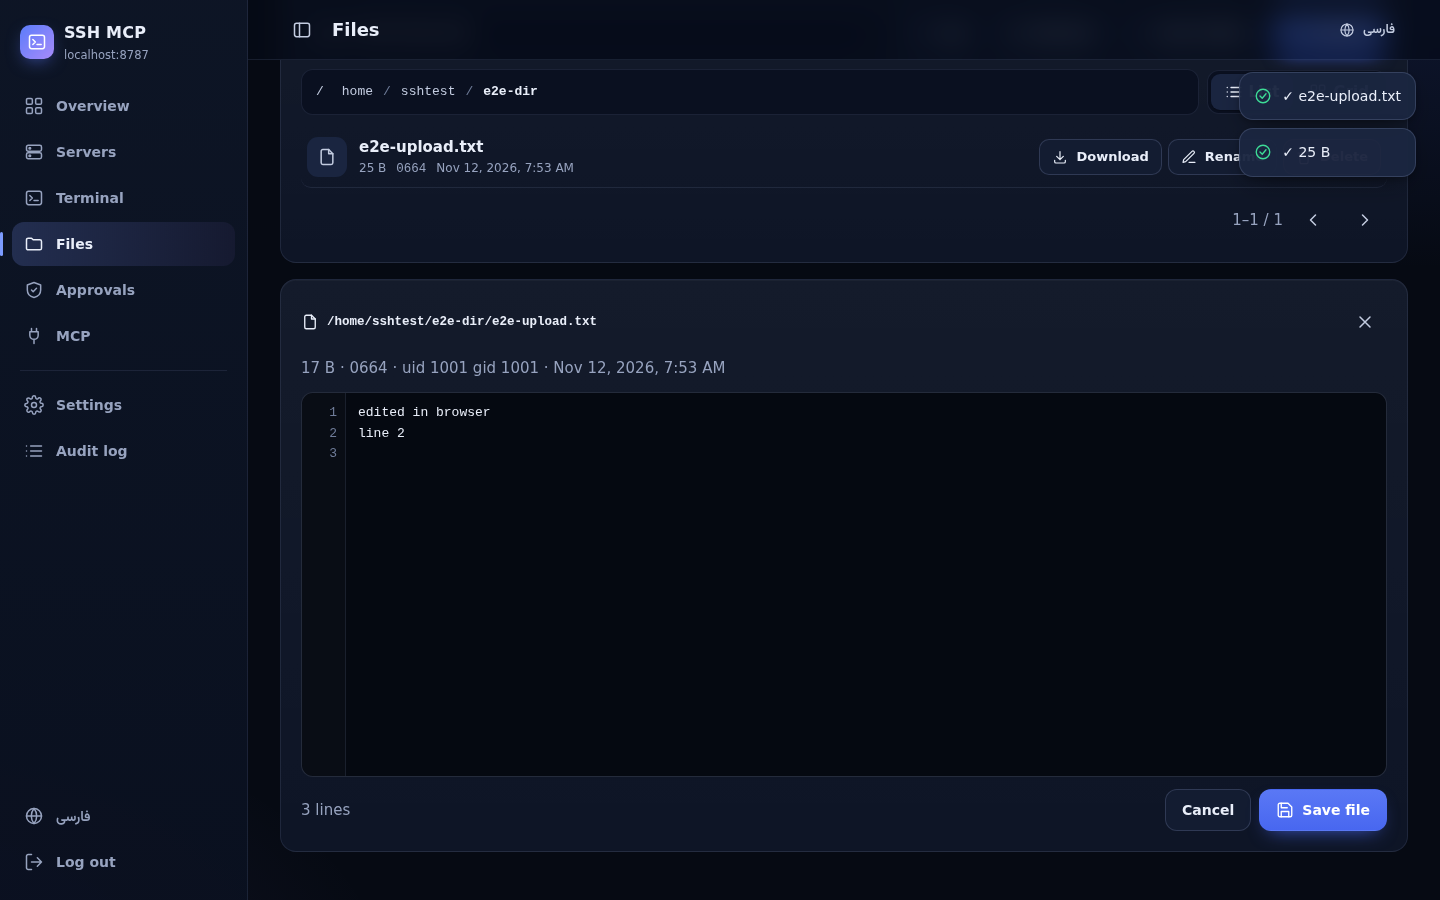 SSH MCP
localhost:8787
Overview
Servers
Terminal
Files
Approvals
MCP
Settings
Audit log
فارسی
Log out
Files
فارسی
/ home / sshtest / e2e-dir
✓ e2e-upload.txt
✓ 25 B
e2e-upload.txt
25 B 0664 Nov 12, 2026, 7:53 AM
Download
1–1 / 1
/home/sshtest/e2e-dir/e2e-upload.txt
17 B · 0664 · uid 1001 gid 1001 · Nov 12, 2026, 7:53 AM
1 edited in browser
2 line 2
3
3 lines
Cancel
Save file